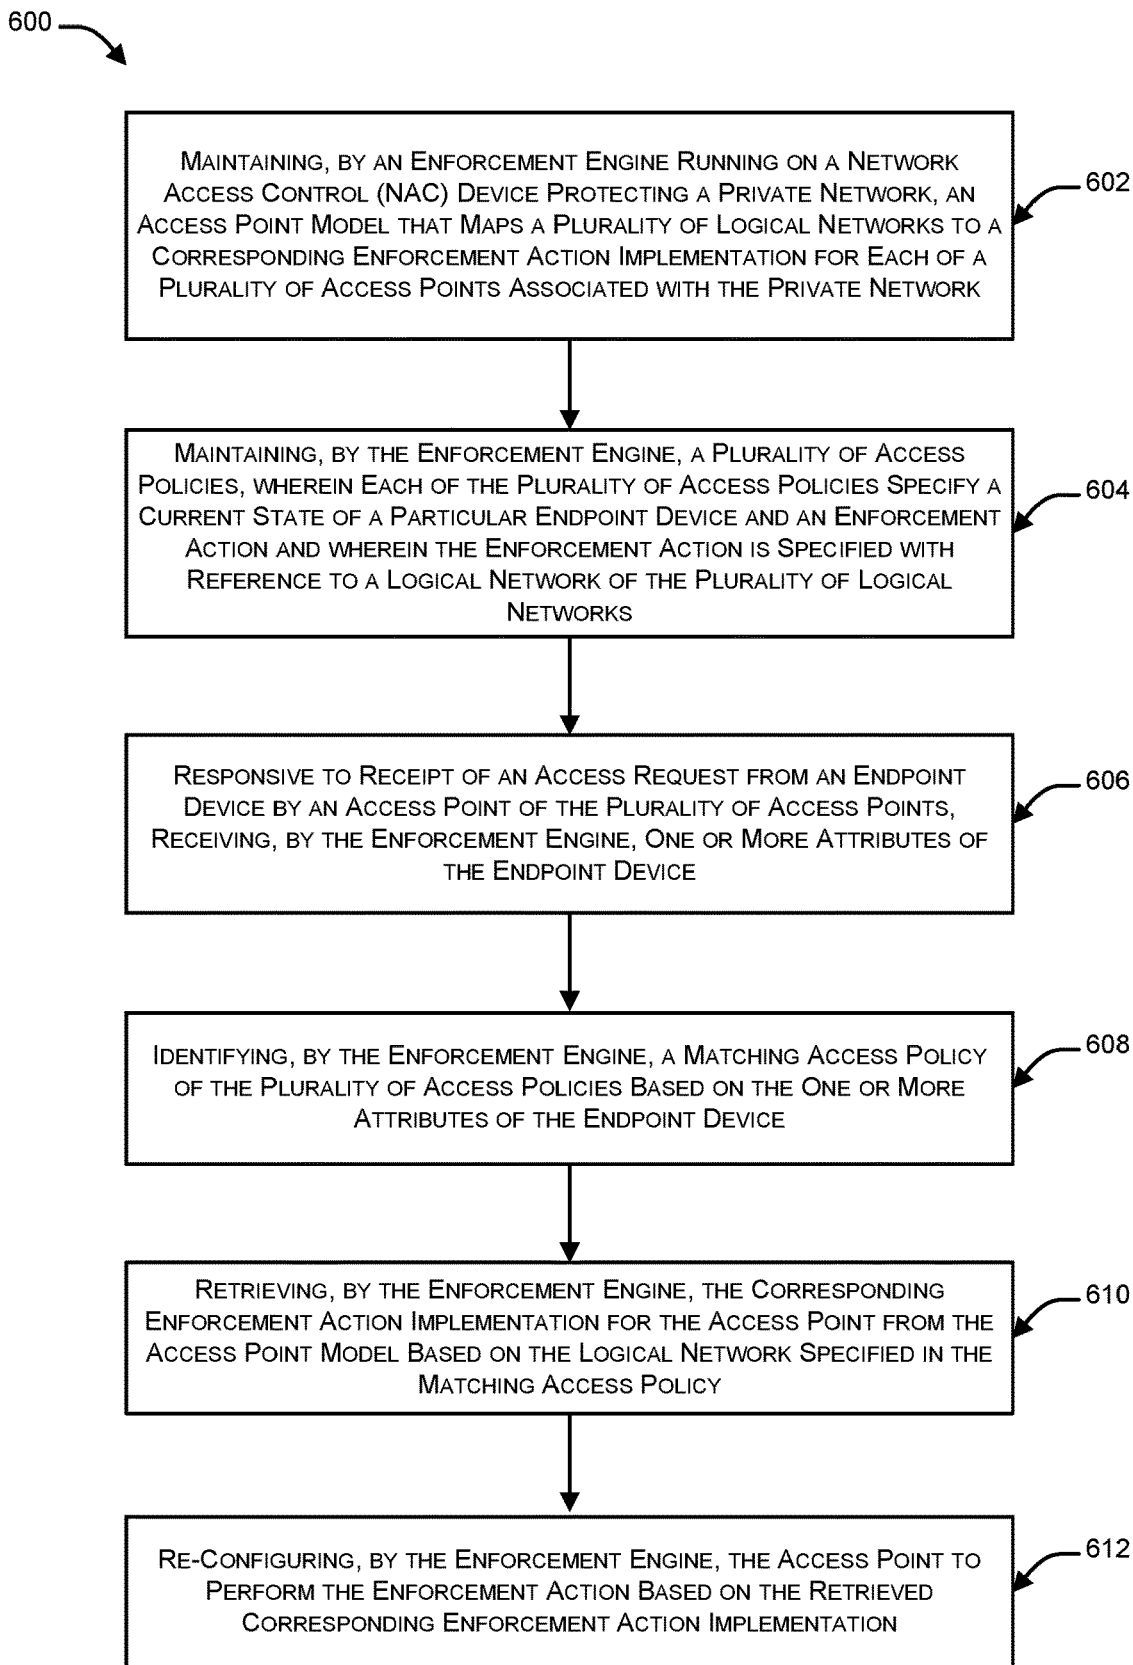 600
MAINTAINING, BY AN ENFORCEMENT ENGINE RUNNING ON A NETWORK
ACCESS CONTROL (NAC) DEVICE PROTECTING A PRIVATE NETWORK, AN
ACCESS POINT MODEL THAT MAPS A PLURALITY OF LOGICAL NETWORKS TO A
CORRESPONDING ENFORCEMENT ACTION IMPLEMENTATION FOR EACH OF A
PLURALITY OF ACCESS POINTS ASSOCIATED WITH THE PRIVATE NETWORK
602
MAINTAINING, BY THE ENFORCEMENT ENGINE, A PLURALITY OF ACCESS
POLICIES, WHEREIN EACH OF THE PLURALITY OF ACCESS POLICIES SPECIFY A
CURRENT STATE OF A PARTICULAR ENDPOINT DEVICE AND AN ENFORCEMENT
ACTION AND WHEREIN THE ENFORCEMENT ACTION IS SPECIFIED WITH
REFERENCE TO A LOGICAL NETWORK OF THE PLURALITY OF LOGICAL
NETWORKS
604
RESPONSIVE TO RECEIPT OF AN ACCESS REQUEST FROM AN ENDPOINT
DEVICE BY AN ACCESS POINT OF THE PLURALITY OF ACCESS POINTS,
RECEIVING, BY THE ENFORCEMENT ENGINE, ONE OR MORE ATTRIBUTES OF
THE ENDPOINT DEVICE
606
IDENTIFYING, BY THE ENFORCEMENT ENGINE, A MATCHING ACCESS POLICY
OF THE PLURALITY OF ACCESS POLICIES BASED ON THE ONE OR MORE
ATTRIBUTES OF THE ENDPOINT DEVICE
608
RETRIEVING, BY THE ENFORCEMENT ENGINE, THE CORRESPONDING
ENFORCEMENT ACTION IMPLEMENTATION FOR THE ACCESS POINT FROM THE
ACCESS POINT MODEL BASED ON THE LOGICAL NETWORK SPECIFIED IN THE
MATCHING ACCESS POLICY
610
RE-CONFIGURING, BY THE ENFORCEMENT ENGINE, THE ACCESS POINT TO
PERFORM THE ENFORCEMENT ACTION BASED ON THE RETRIEVED
CORRESPONDING ENFORCEMENT ACTION IMPLEMENTATION
612